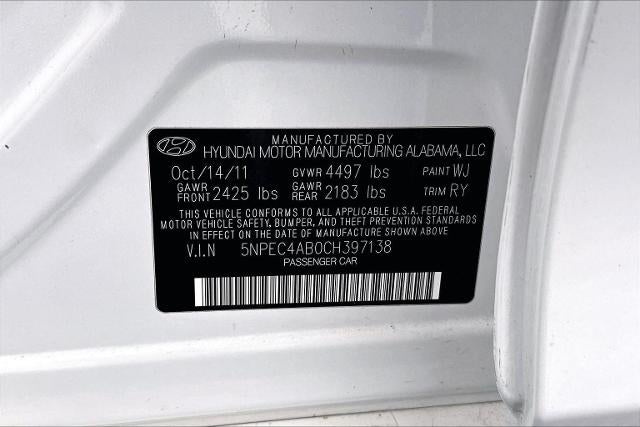 MANUFACTURED BY
HYUNDAI MOTOR MANUFACTURING ALABAMA, LLC
Oct/14/11 GVWR 4497 lbs PAINT WJ
GAWR FRONT 2425 lbs GAWR REAR 2183 lbs TRIM RY
THIS VEHICLE CONFORMS TO ALL APPLICABLE U.S.A. FEDERAL
MOTOR VEHICLE SAFETY, BUMPER, AND THEFT PREVENTION STANDARDS
IN EFFECT ON THE DATE OF MANUFACTURE SHOWN ABOVE
V.I.N 5NPEC4AB0CH397138
PASSENGER CAR